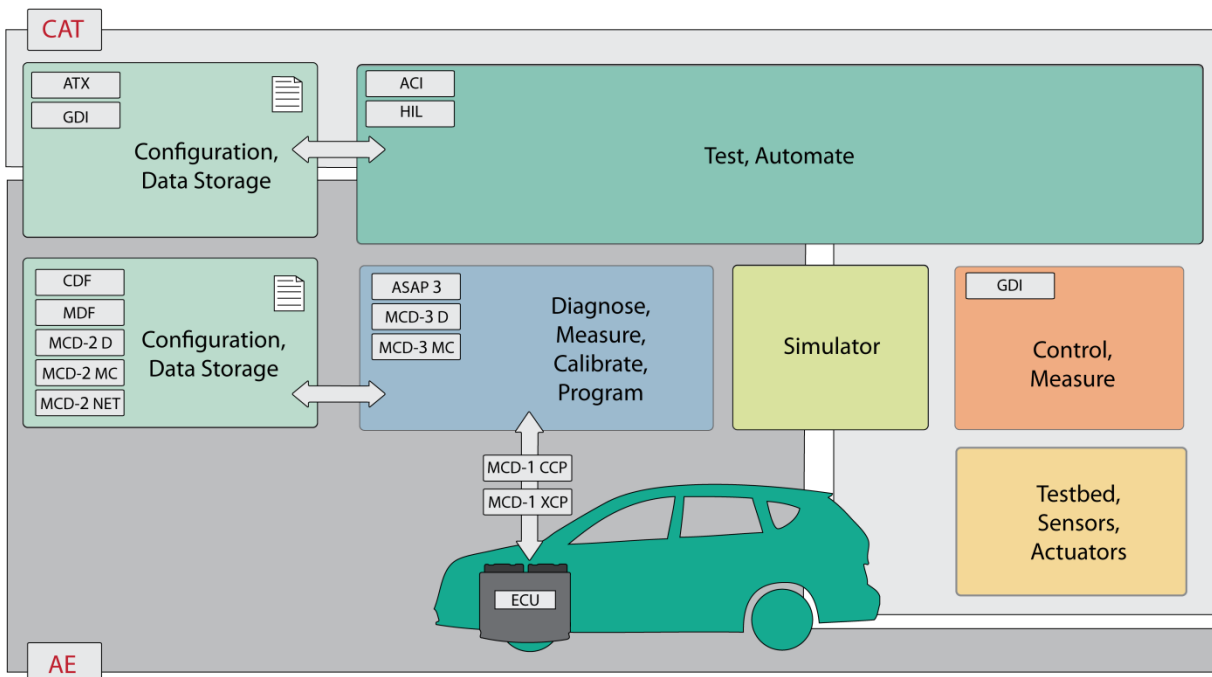 CAT
ATX
GDI
Configuration,
Data Storage
ACI
HIL
Test, Automate
CDF
MDF
MCD-2 D
MCD-2 MC
MCD-2 NET
Configuration,
Data Storage
ASAP 3
MCD-3 D
MCD-3 MC
Diagnose,
Measure,
Calibrate,
Program
Simulator
GDI
Control,
Measure
MCD-1 CCP
MCD-1 XCP
Testbed,
Sensors,
Actuators
ECU
AE